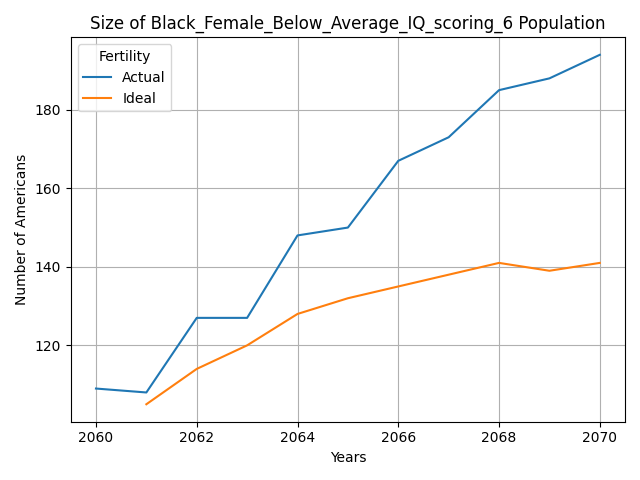 Size of Black_Female_Below_Average_IQ_scoring_6 Population
Fertility
Actual
Ideal
Number of Americans
180
160
140
120
2060 2062 2064 2066 2068 2070
Years